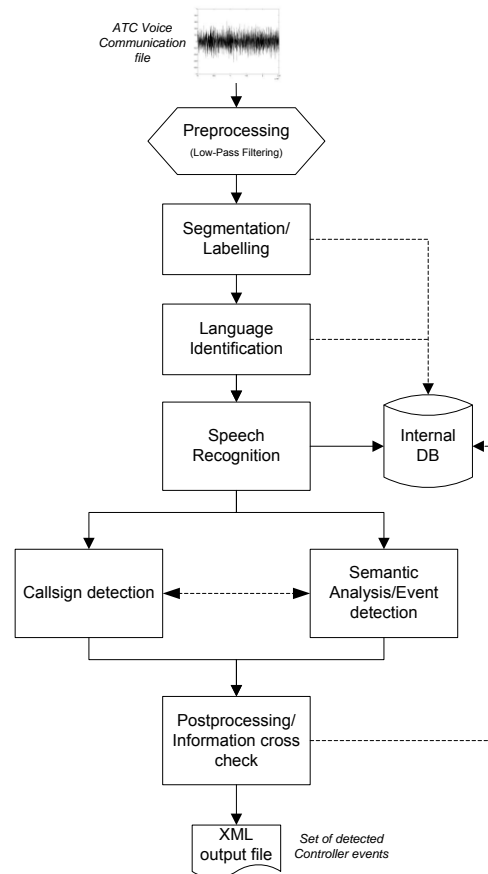 ATC Voice
Communication
file
Preprocessing
(Low-Pass Filtering)
Segmentation/
Labelling
Language
Identification
Speech
Recognition
Internal
DB
Callsign detection
Semantic
Analysis/Event
detection
Postprocessing/
Information cross
check
XML
output file
Set of detected
Controller events